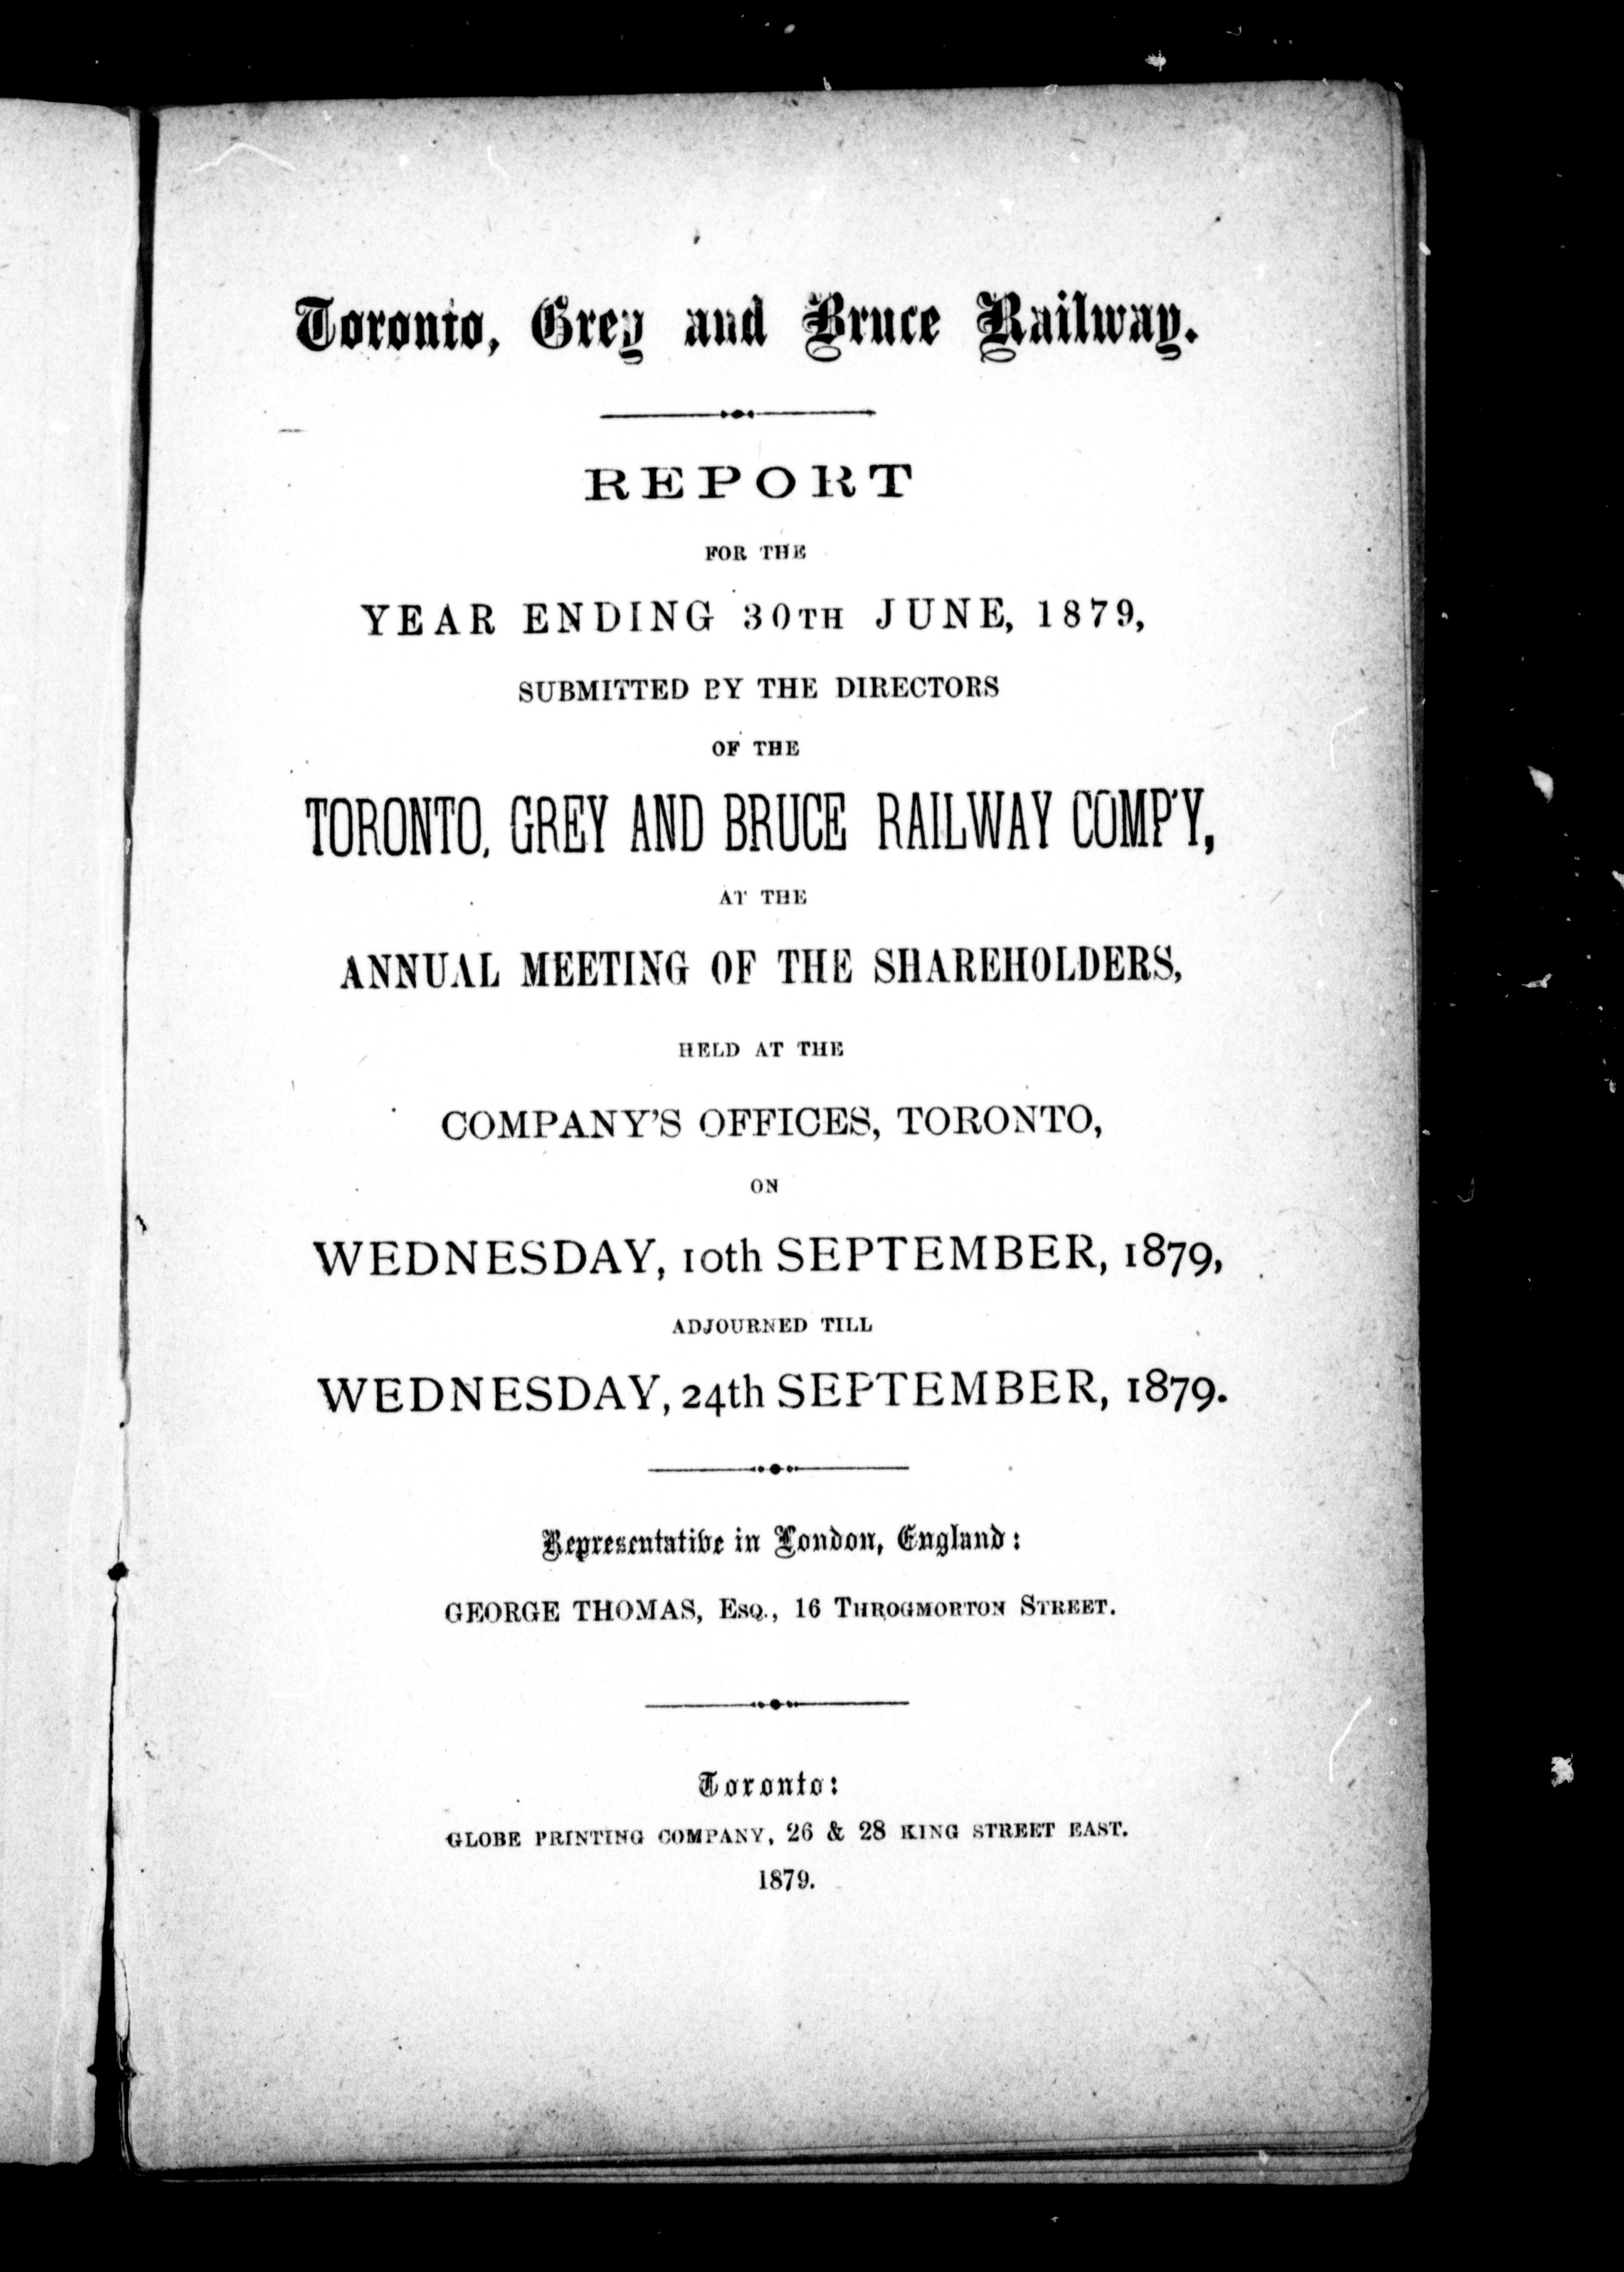 Toronto, Grey and Bruce Railway.
REPORT
FOR THE
YEAR ENDING 30TH JUNE, 1879,
SUBMITTED BY THE DIRECTORS
OF THE
TORONTO, GREY AND BRUCE RAILWAY COMP'Y,
AT THE
ANNUAL MEETING OF THE SHAREHOLDERS,
HELD AT THE
COMPANY'S OFFICES, TORONTO,
ON
WEDNESDAY, 10th SEPTEMBER, 1879,
ADJOURNED TILL
WEDNESDAY, 24th SEPTEMBER, 1879.
Representative in London, England:
GEORGE THOMAS, ESQ., 16 THROGMORTON STREET.
Toronto:
GLOBE PRINTING COMPANY, 26 & 28 KING STREET EAST.
1879.